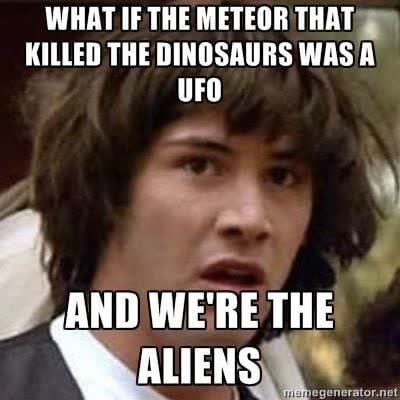 WHAT IF THE METEOR THAT
KILLED THE DINOSAURS WAS A
UFO
AND WE'RE THE
ALIENS
memegenerator.net